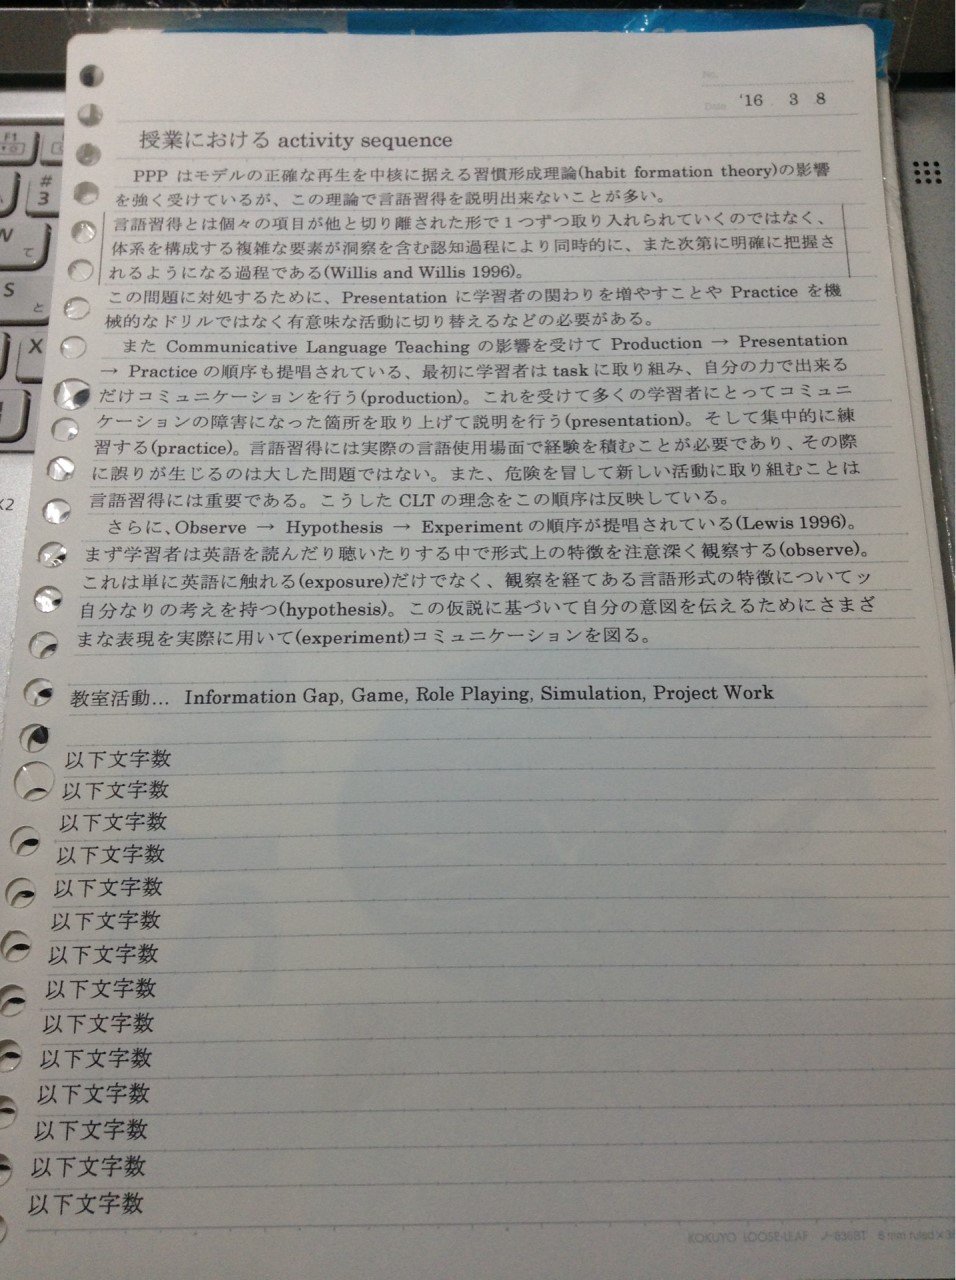 No.
Date '16 3 8
授業における activity sequence
PPP はモデルの正確な再生を中核に据える習慣形成理論(habit formation theory)の影響
を強く受けているが、この理論で言語習得を説明出来ないことが多い。
言語習得とは個々の項目が他と切り離された形で1つずつ取り入れられていくのではなく、
体系を構成する複雑な要素が洞察を含む認知過程により同時的に、また次第に明確に把握さ
れるようになる過程である(Willis and Willis 1996)。
この問題に対処するために、Presentation に学習者の関わりを増やすことや Practice を機
械的なドリルではなく有意味な活動に切り替えるなどの必要がある。
また Communicative Language Teaching の影響を受けて Production → Presentation
→ Practice の順序も提唱されている、最初に学習者は task に取り組み、自分の力で出来る
だけコミュニケーションを行う(production)。これを受けて多くの学習者にとってコミュニ
ケーションの障害になった箇所を取り上げて説明を行う(presentation)。そして集中的に練
習する(practice)。言語習得には実際の言語使用場面で経験を積むことが必要であり、その際
に誤りが生じるのは大した問題ではない。また、危険を冒して新しい活動に取り組むことは
言語習得には重要である。こうした CLT の理念をこの順序は反映している。
さらに、Observe → Hypothesis → Experiment の順序が提唱されている(Lewis 1996)。
まず学習者は英語を読んだり聴いたりする中で形式上の特徴を注意深く観察する(observe)。
これは単に英語に触れる(exposure)だけでなく、観察を経てある言語形式の特徴についてッ
自分なりの考えを持つ(hypothesis)。この仮説に基づいて自分の意図を伝えるためにさまざ
まな表現を実際に用いて(experiment)コミュニケーションを図る。
教室活動… Information Gap, Game, Role Playing, Simulation, Project Work
以下文字数
以下文字数
以下文字数
以下文字数
以下文字数
以下文字数
以下文字数
以下文字数
以下文字数
以下文字数
以下文字数
以下文字数
以下文字数
以下文字数
KOKUYO LOOSE-LEAF ノ-836BT 6 mm ruled
F1
#
3
W
て
S
と
X